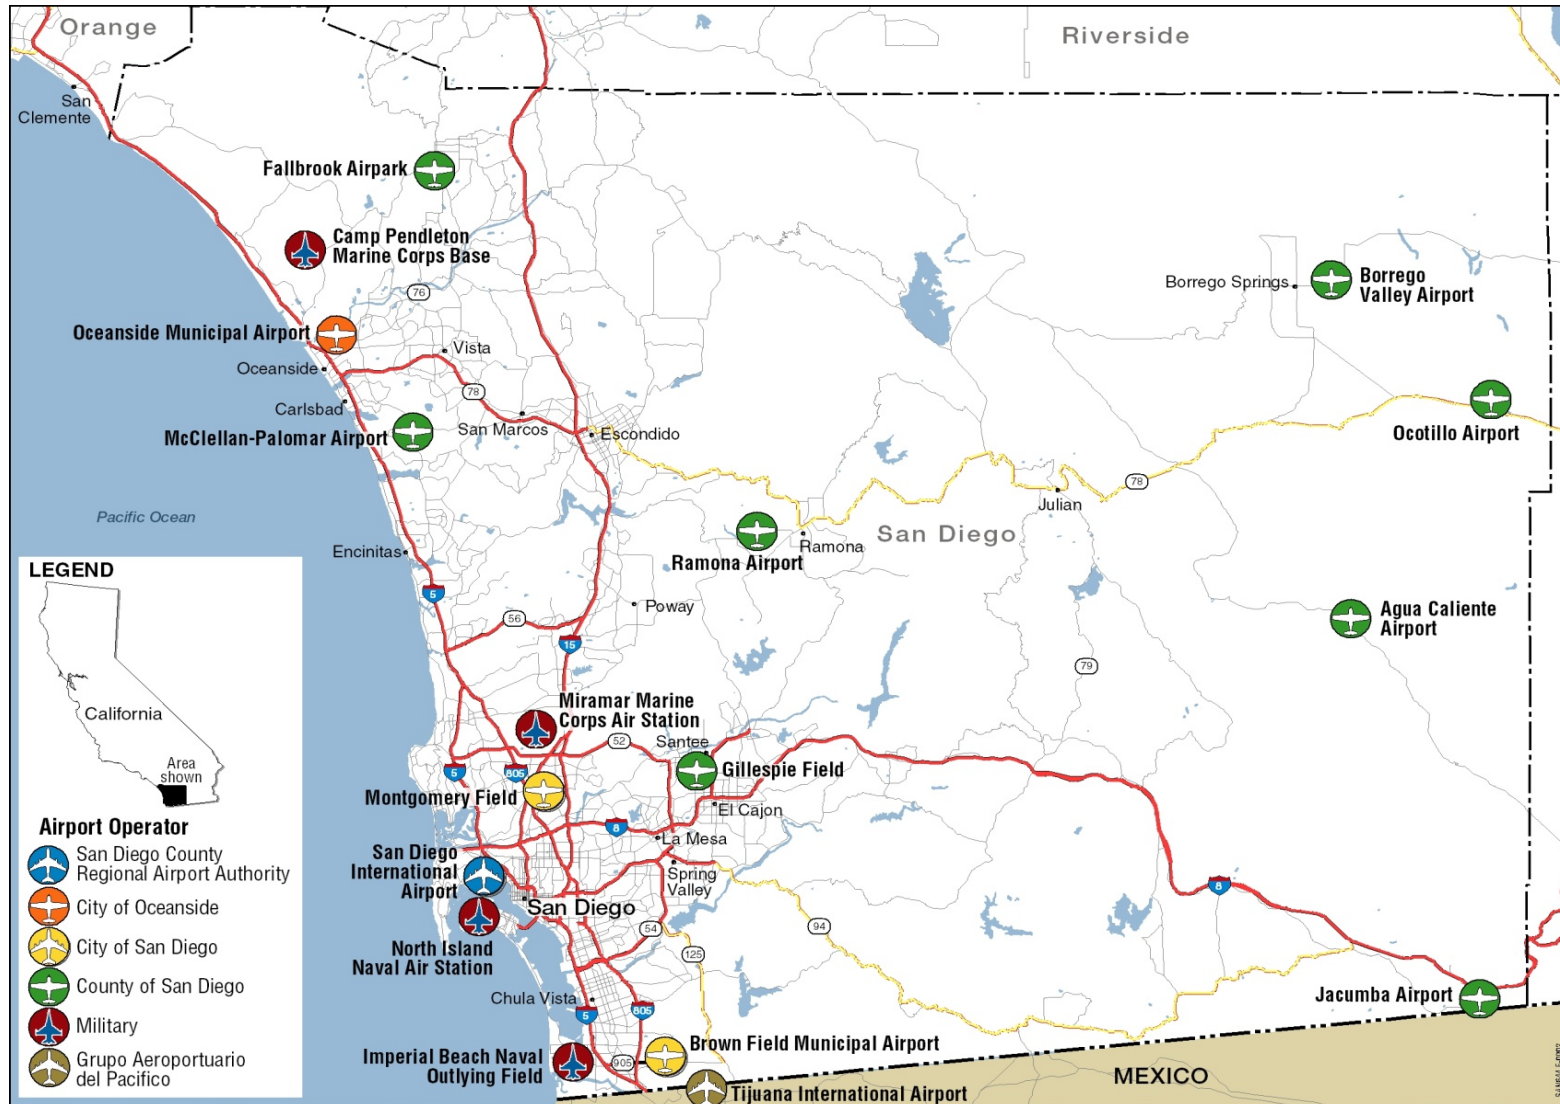 Orange
Riverside
San
Clemente
Fallbrook Airpark
Camp Pendleton
Marine Corps Base
76
Borrego Springs
Borrego
Valley Airport
Oceanside Municipal Airport
Vista
Oceanside
78
Carlsbad
San Marcos
Escondido
McClellan-Palomar Airport
Ocotillo Airport
78
Julian
Pacific Ocean
San Diego
Encinitas
Ramona
Ramona Airport
5
Poway
56
15
Agua Caliente
Airport
79
Miramar Marine
Corps Air Station
52
Santee
5
805
Gillespie Field
Montgomery Field
El Cajon
8
La Mesa
San Diego
International
Airport
Spring
Valley
8
San Diego
94
54
125
North Island
Naval Air Station
Chula Vista
5
805
Jacumba Airport
Brown Field Municipal Airport
905
Imperial Beach Naval
Outlying Field
MEXICO
Tijuana International Airport
LEGEND
California
Area
shown
Airport Operator
San Diego County
Regional Airport Authority
City of Oceanside
City of San Diego
County of San Diego
Military
Grupo Aeroportuario
del Pacifico